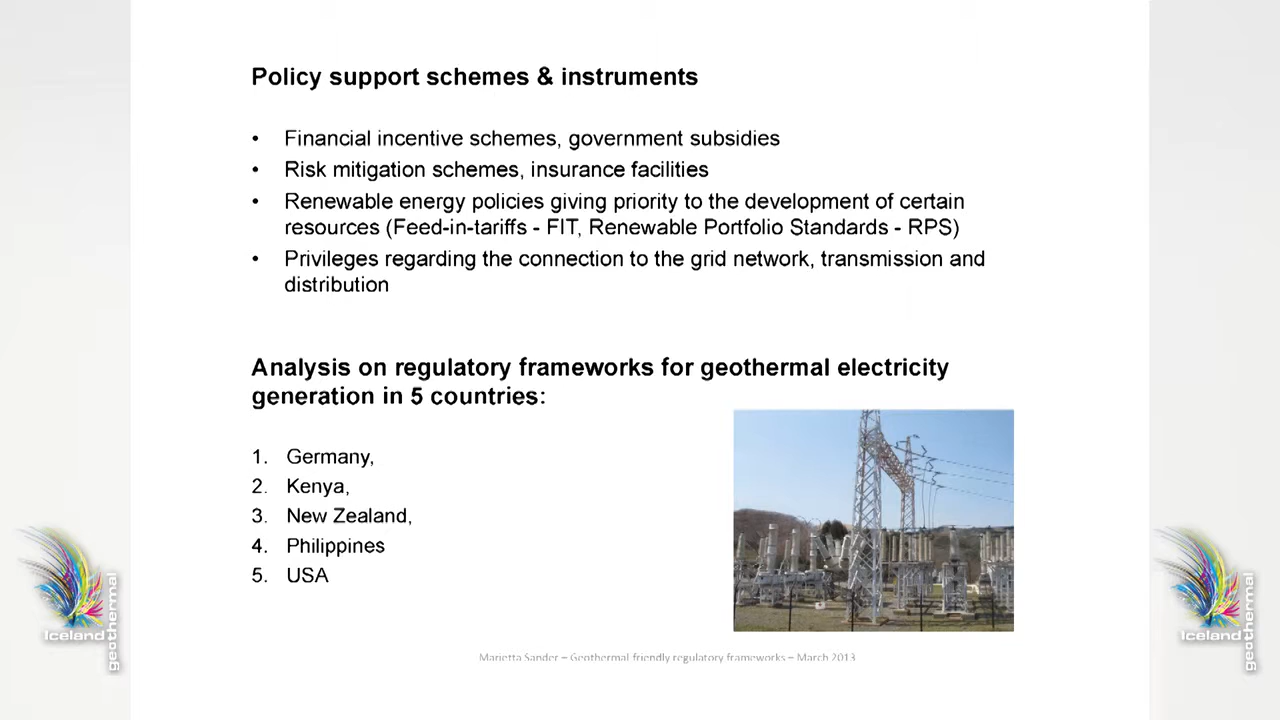 Policy support schemes & instruments
• Financial incentive schemes, government subsidies
• Risk mitigation schemes, insurance facilities
• Renewable energy policies giving priority to the development of certain
resources (Feed-in-tariffs - FIT, Renewable Portfolio Standards - RPS)
• Privileges regarding the connection to the grid network, transmission and
distribution
Analysis on regulatory frameworks for geothermal electricity
generation in 5 countries:
1. Germany,
2. Kenya,
3. New Zealand,
4. Philippines
5. USA
Iceland
geothermal
Iceland
geothermal
Marietta Sander – Geothermal friendly regulatory frameworks – March 2013